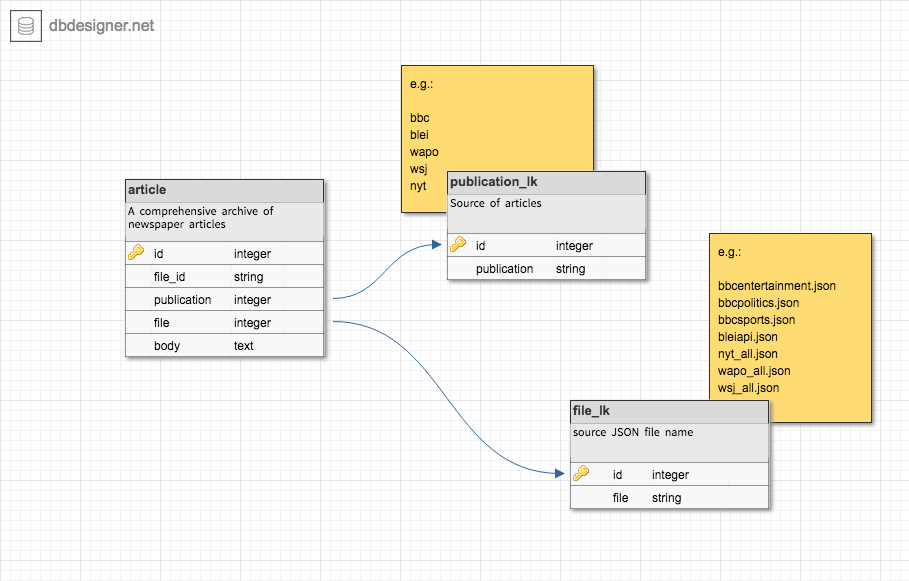 dbdesigner.net
e.g.:
bbc
blei
wapo
wsj
nyt
article
A comprehensive archive of
newspaper articles
id integer
file_id string
publication integer
file integer
body text
publication_lk
Source of articles
id integer
publication string
e.g.:
bbcentertainment.json
bbcpolitics.json
bbcsports.json
bleiapi.json
nyt_all.json
wapo_all.json
wsj_all.json
file_lk
source JSON file name
id integer
file string